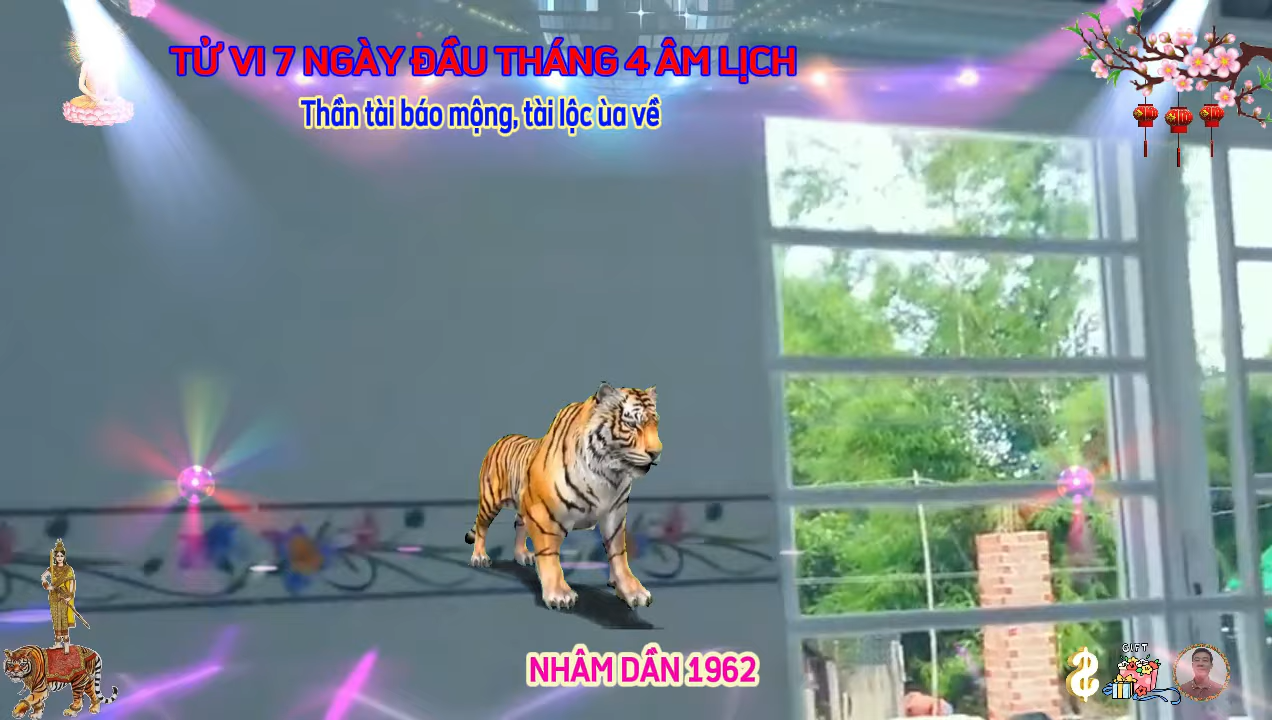 TỬ VI 7 NGÀY ĐẦU THÁNG 4 ÂM LỊCH
Thần tài báo mộng, tài lộc ùa về
NHÂM DẦN 1962
GIFT